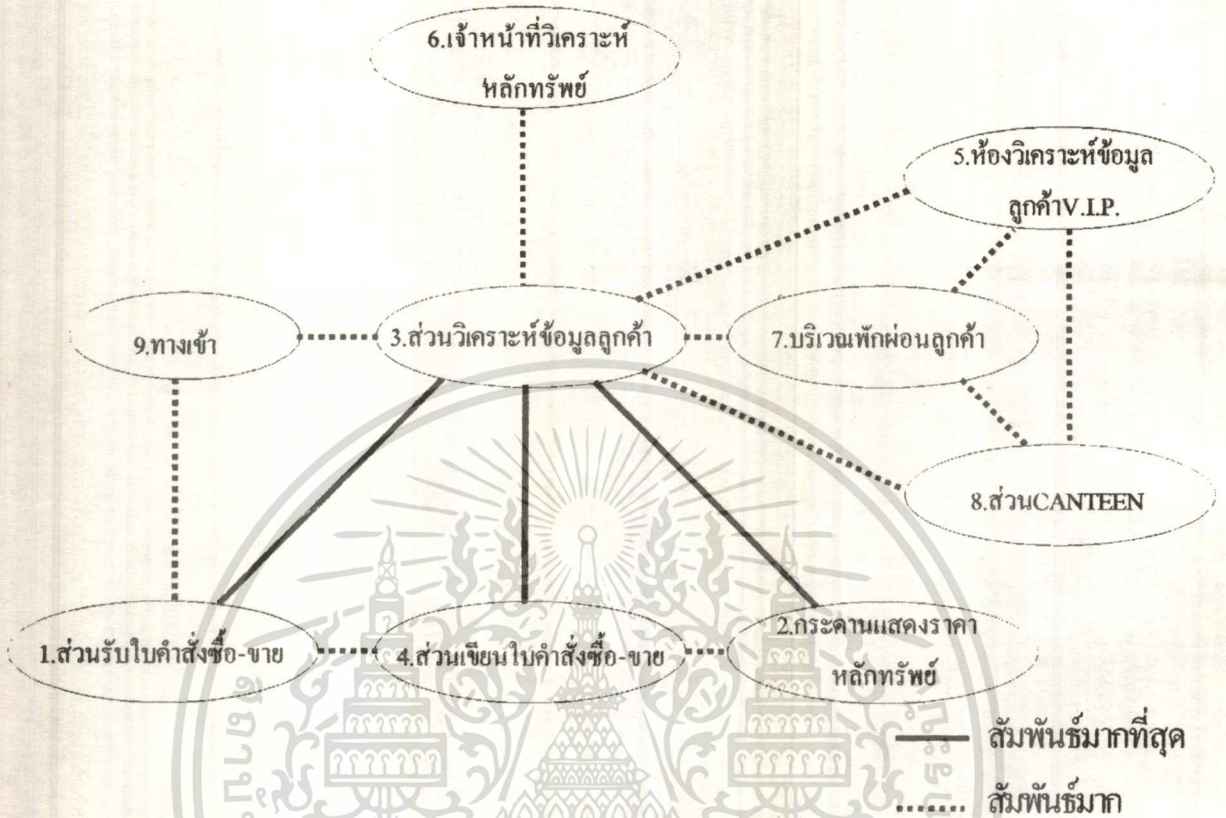 6.เจ้าหน้าที่วิเคราะห์
หลักทรัพย์
5.ห้องวิเคราะห์ข้อมูล
ลูกค้าV.I.P.
9.ทางเข้า
3.ส่วนวิเคราะห์ข้อมูลลูกค้า
7.บริเวณพักผ่อนลูกค้า
8.ส่วนCANTEEN
1.ส่วนรับใบคำสั่งซื้อ-ขาย
4.ส่วนเขียนใบคำสั่งซื้อ-ขาย
2.กระดานแสดงราคา
หลักทรัพย์
สัมพันธ์มากที่สุด
สัมพันธ์มาก